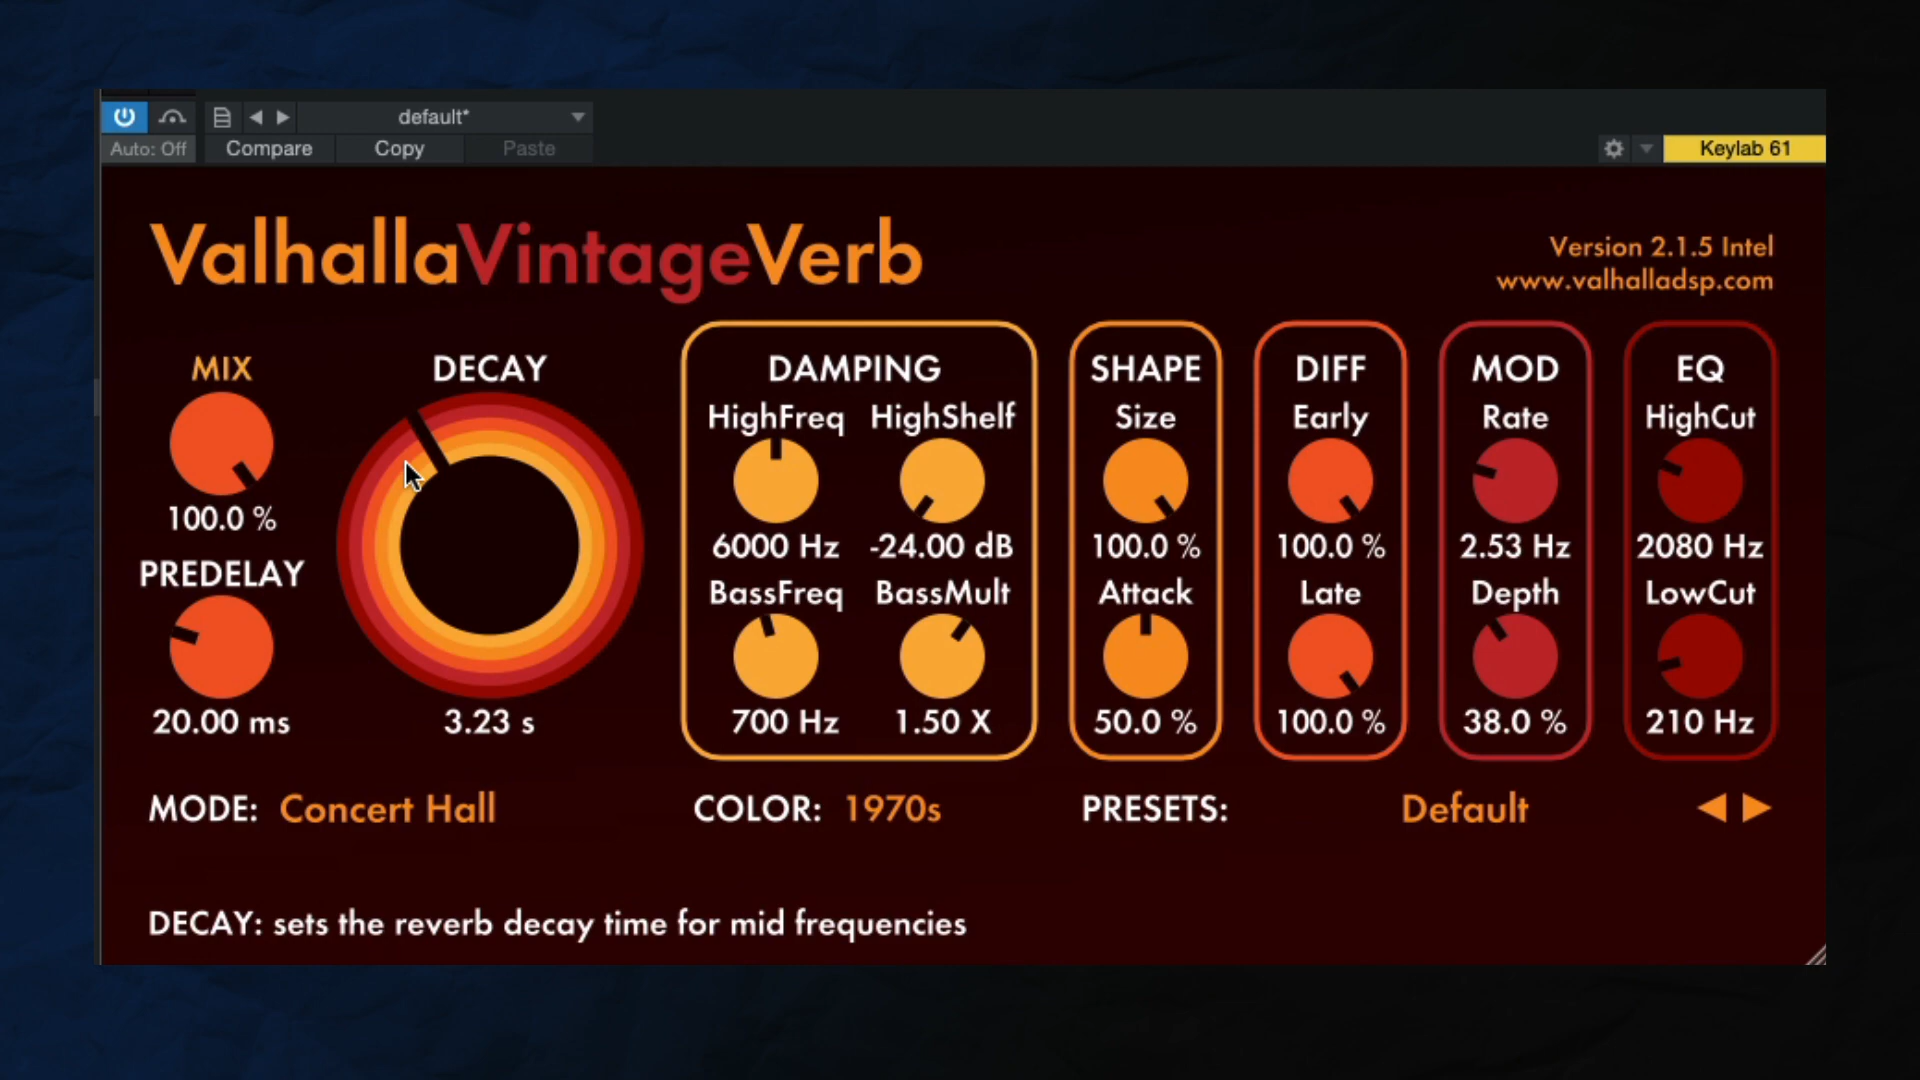 default*
Auto: Off Compare Copy Paste Keylab 61
ValhallaVintageVerb
Version 2.1.5 Intel
www.valhalladsp.com
MIX DECAY DAMPING SHAPE DIFF MOD EQ
HighFreq HighShelf Size Early Rate HighCut
100.0 %
6000 Hz -24.00 dB 100.0 % 100.0 % 2.53 Hz 2080 Hz
PREDELAY
BassFreq BassMult Attack Late Depth LowCut
20.00 ms 3.23 s 700 Hz 1.50 X 50.0 % 100.0 % 38.0 % 210 Hz
MODE: Concert Hall COLOR: 1970s PRESETS: Default
DECAY: sets the reverb decay time for mid frequencies